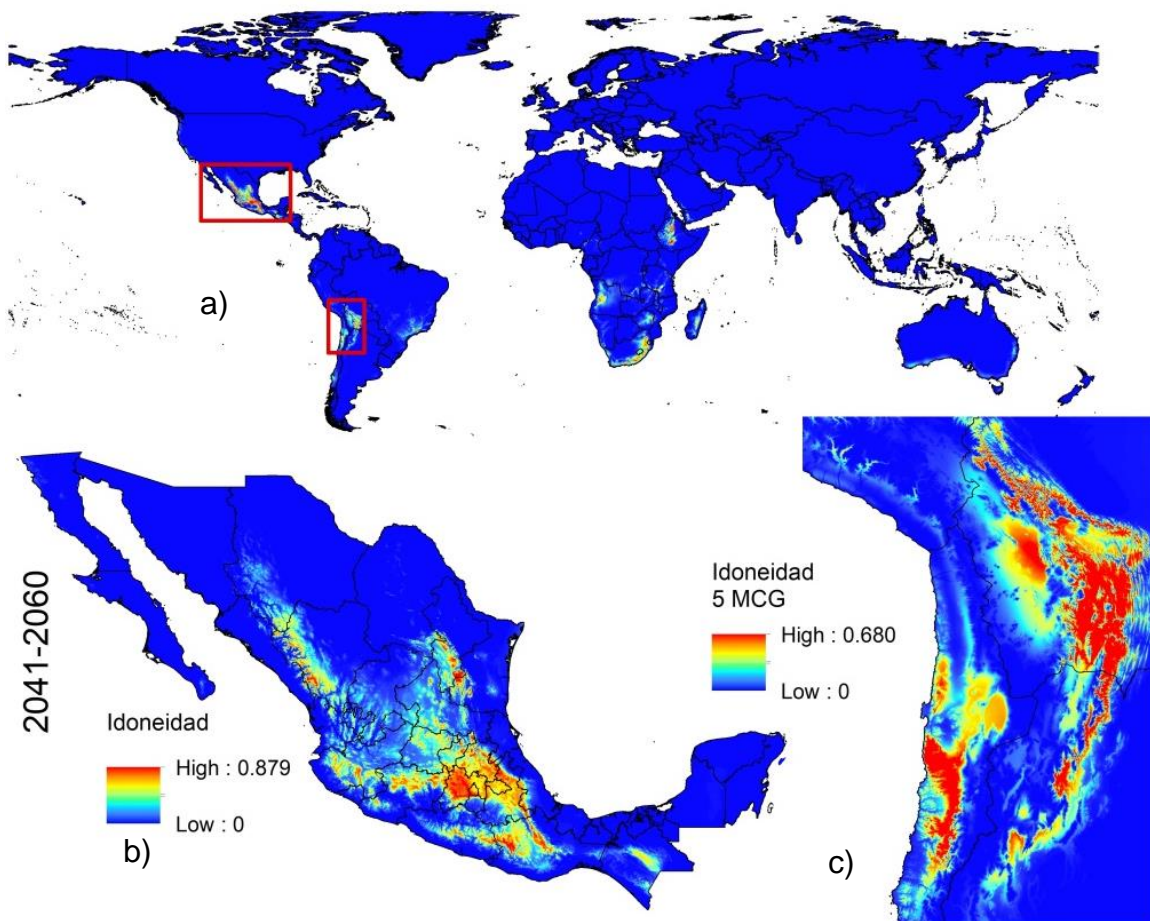 a)
2041-2060
Idoneidad
High : 0.879
Low : 0
b)
Idoneidad
5 MCG
High : 0.680
Low : 0
c)